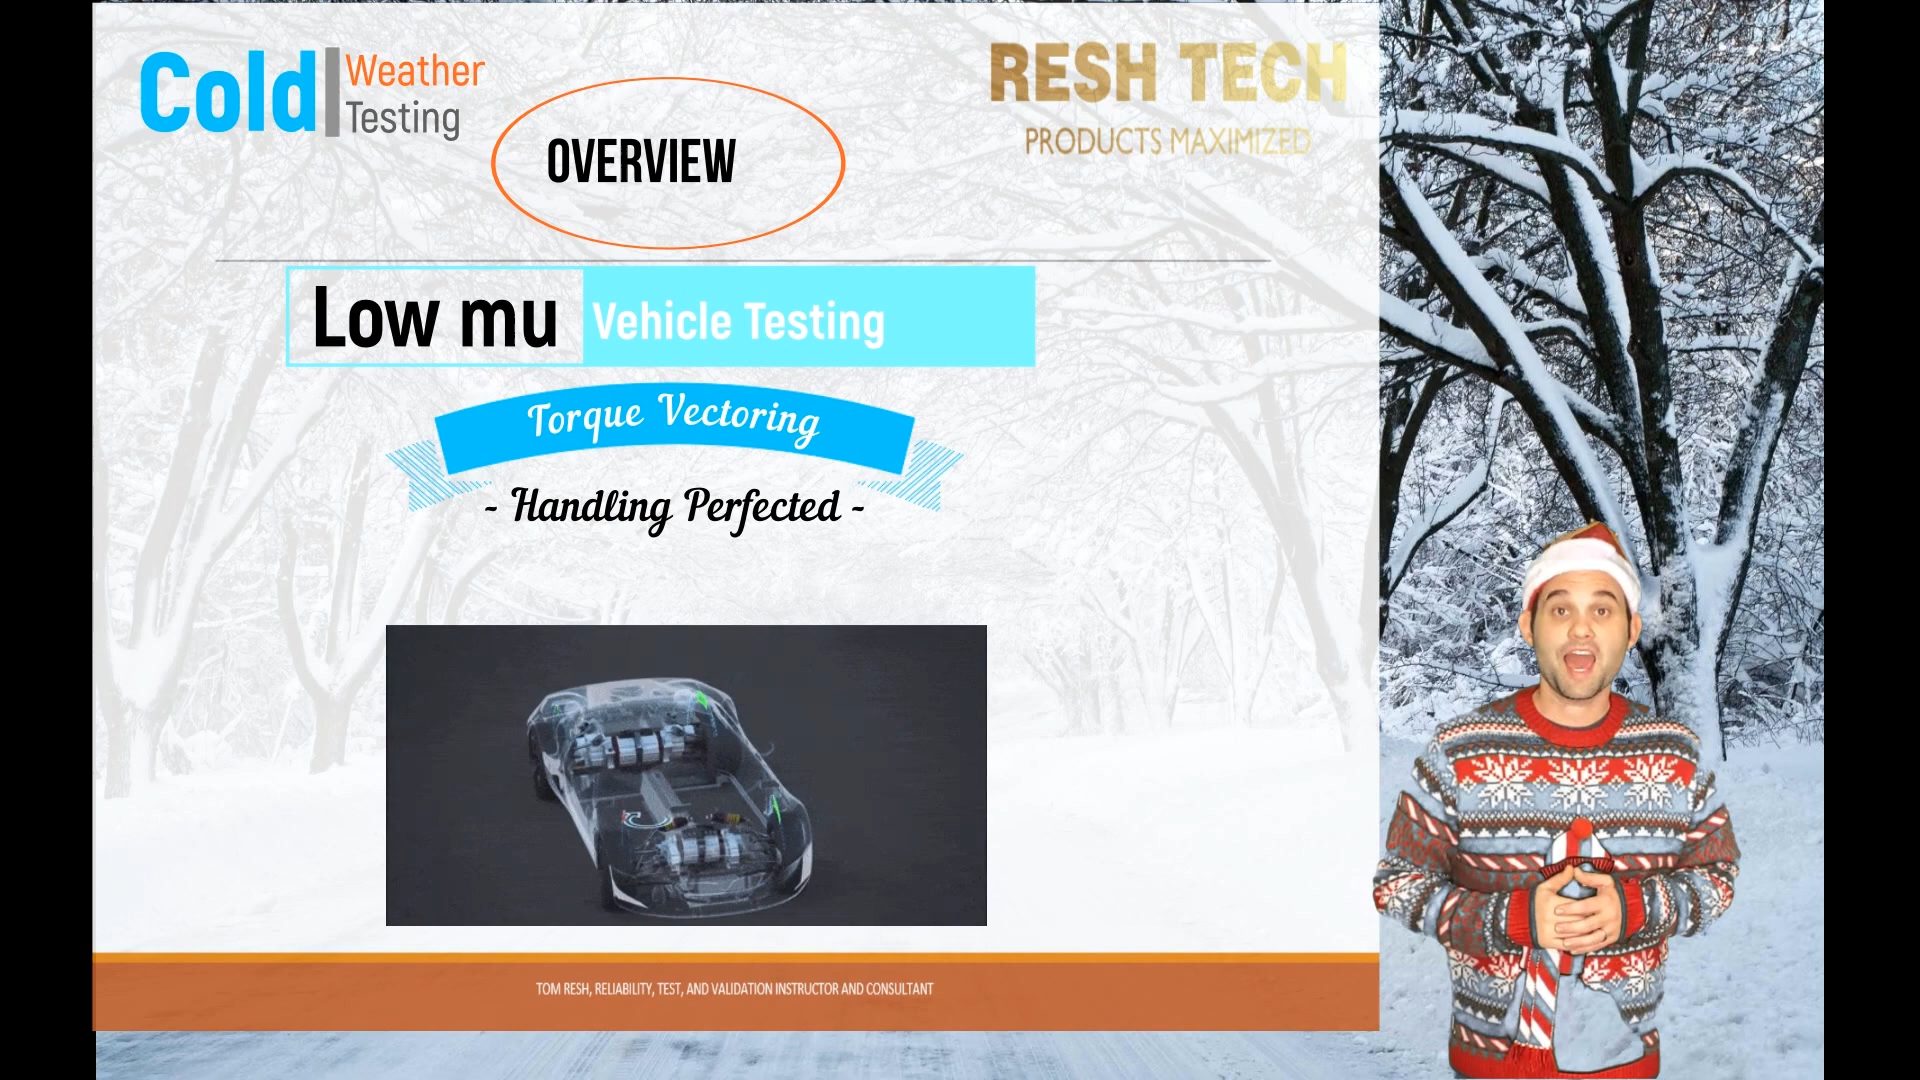 Cold Weather
Testing
RESH TECH
PRODUCTS MAXIMIZED
OVERVIEW
Low mu Vehicle Testing
Torque Vectoring
- Handling Perfected -
TOM RESH, RELIABILITY, TEST, AND VALIDATION INSTRUCTOR AND CONSULTANT